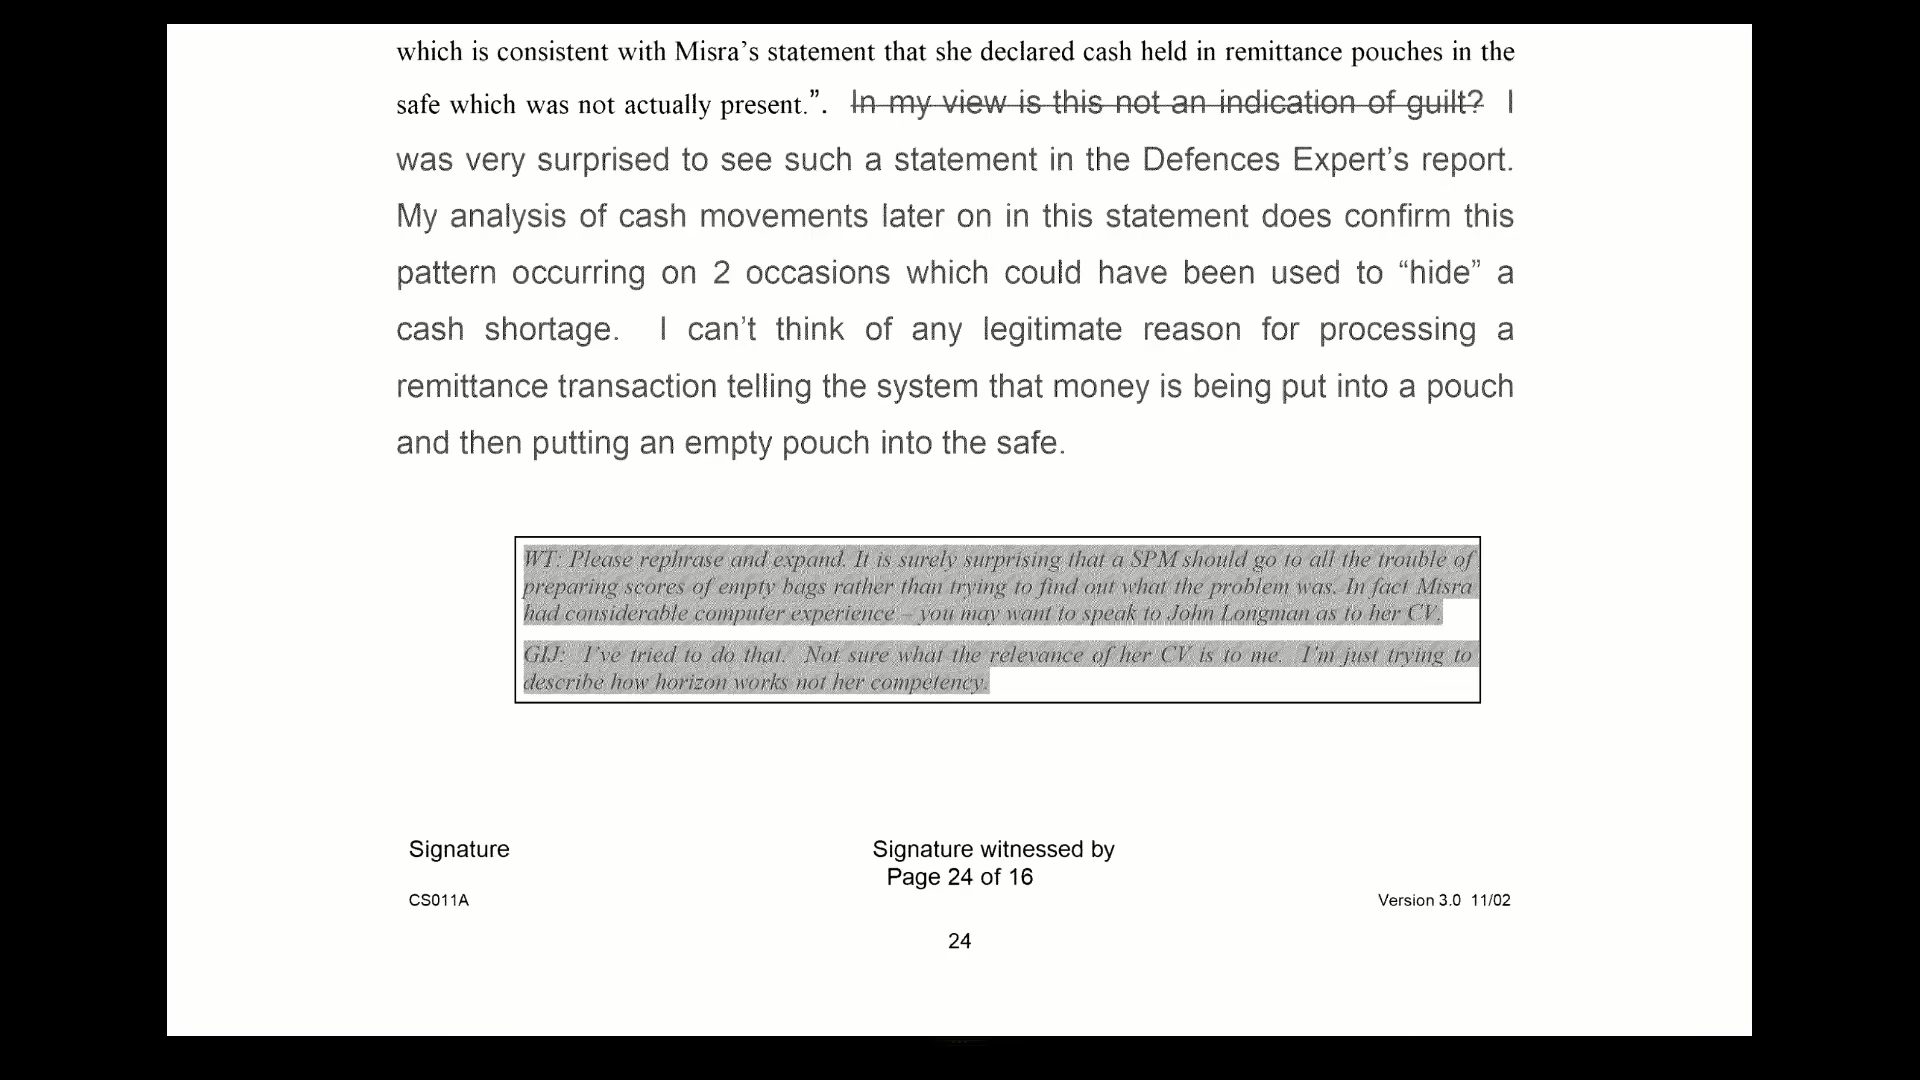 which is consistent with Misra’s statement that she declared cash held in remittance pouches in the
safe which was not actually present.”. In my view is this not an indication of guilt? I
was very surprised to see such a statement in the Defences Expert’s report.
My analysis of cash movements later on in this statement does confirm this
pattern occurring on 2 occasions which could have been used to “hide” a
cash shortage. I can’t think of any legitimate reason for processing a
remittance transaction telling the system that money is being put into a pouch
and then putting an empty pouch into the safe.
WT: Please rephrase and expand. It is surely surprising that a SPM should go to all the trouble of
preparing scores of empty bags rather than trying to find out what the problem was. In fact Misra
had considerable computer experience – you may want to speak to John Longman as to her CV.
GIJ: I’ve tried to do that. Not sure what the relevance of her CV is to me. I’m just trying to
describe how horizon works not her competency.
Signature Signature witnessed by
Page 24 of 16
CS011A Version 3.0 11/02
24